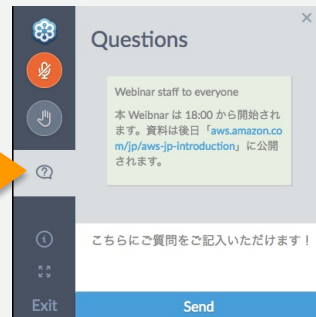 Questions
Webinar staff to everyone
本 Weibnar は 18:00 から開始され
ます。資料は後日「aws.amazon.co
m/jp/aws-jp-introduction」に公開
されます。
こちらにご質問をご記入いただけます！
Exit
Send